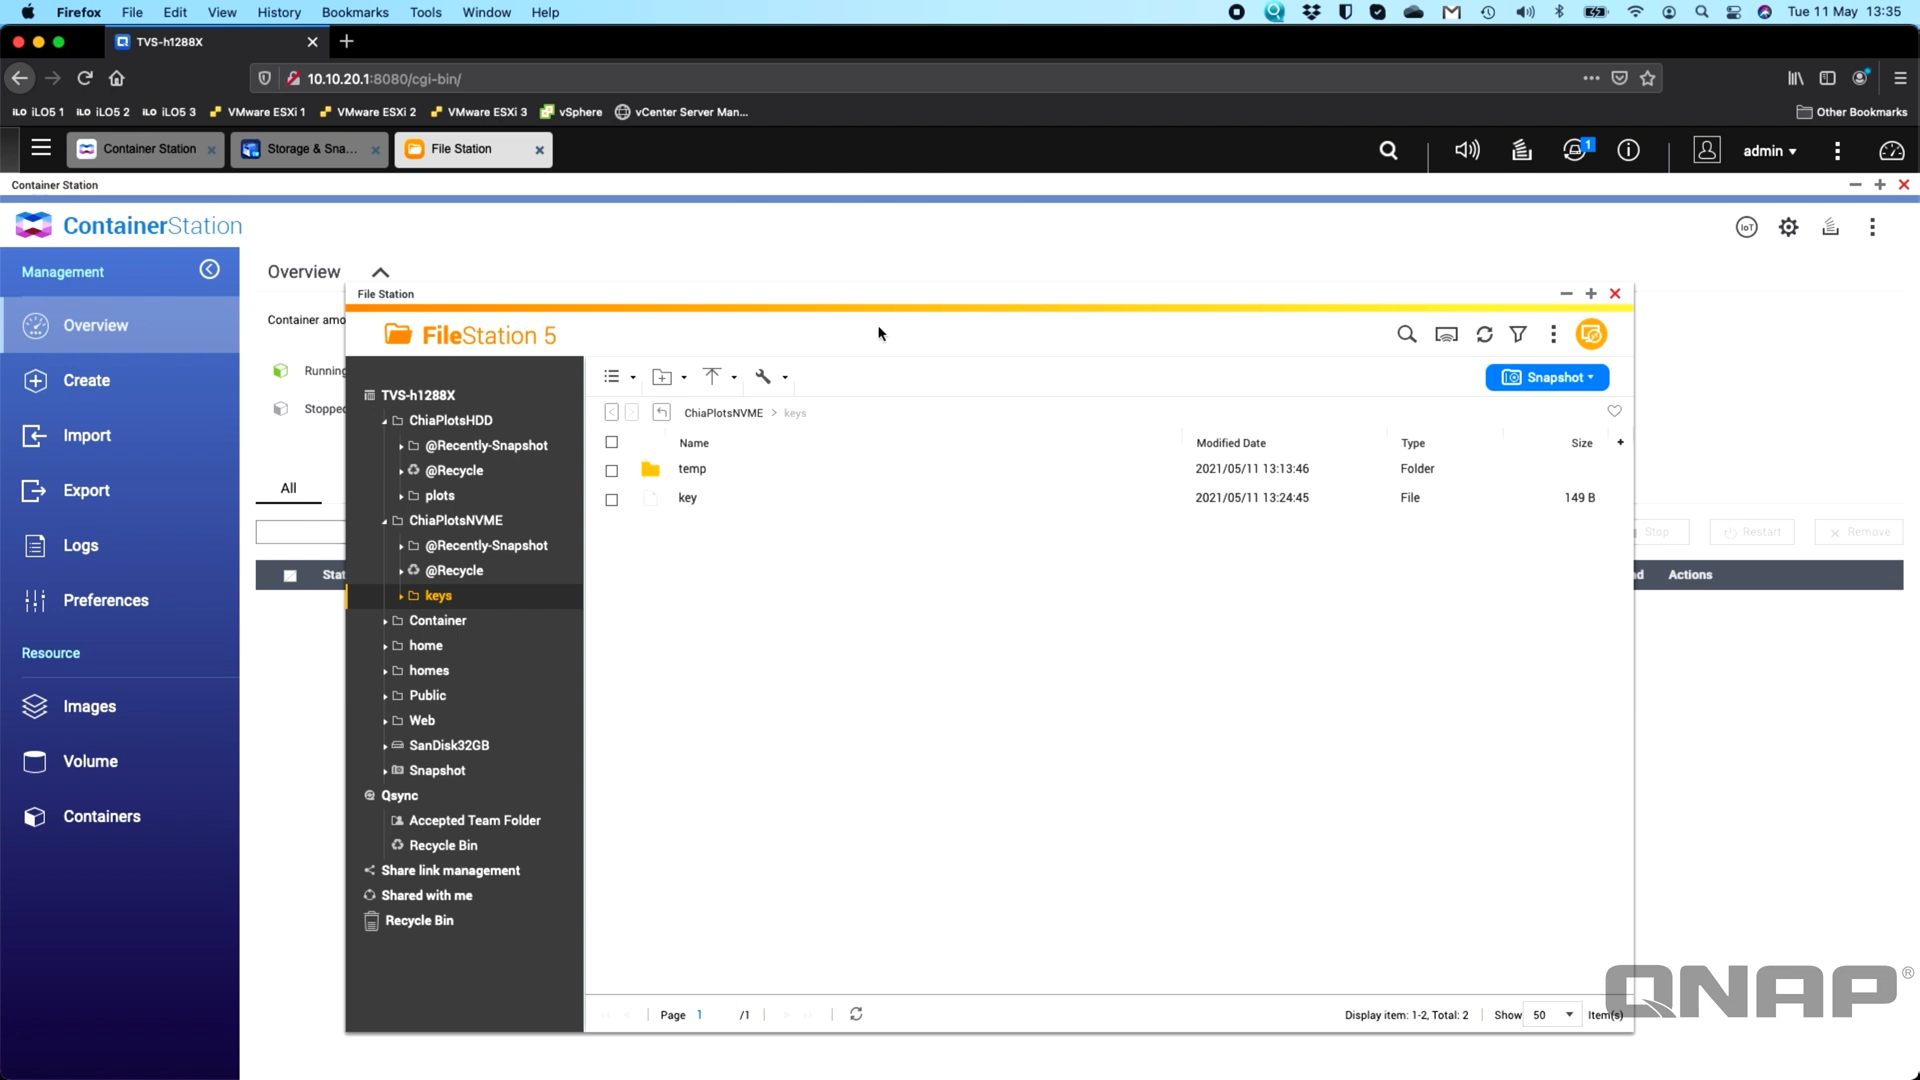 Firefox File Edit View History Bookmarks Tools Window Help Tue 11 May 13:35
TVS-h1288X
10.10.20.1:8080/cgi-bin/
iLO iLO5 1 iLO iLO5 2 iLO iLO5 3 VMware ESXi 1 VMware ESXi 2 VMware ESXi 3 vSphere vCenter Server Man... Other Bookmarks
Container Station Storage & Sna... File Station 1 admin
Container Station
ContainerStation IoT
Management
Overview
Create
Import
Export
Logs
Preferences
Resource
Images
Volume
Containers
Overview
Container amo
Running
Stopped
All
Stop Restart Remove
Stat
Actions
File Station
FileStation 5
Snapshot
TVS-h1288X
ChiaPlotsHDD
@Recently-Snapshot
@Recycle
plots
ChiaPlotsNVME
@Recently-Snapshot
@Recycle
keys
Container
home
homes
Public
Web
SanDisk32GB
Snapshot
Qsync
Accepted Team Folder
Recycle Bin
Share link management
Shared with me
Recycle Bin
ChiaPlotsNVME > keys
Name Modified Date Type Size
temp 2021/05/11 13:13:46 Folder
key 2021/05/11 13:24:45 File 149 B
Page 1 /1 Display item: 1-2, Total: 2 Show 50 Item(s)
QNAP®